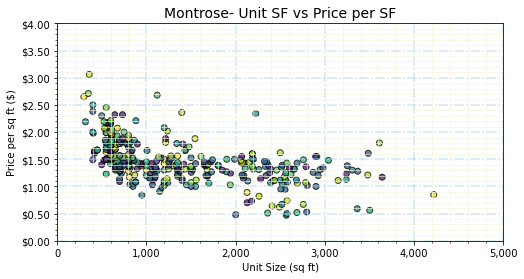 Montrose- Unit SF vs Price per SF
$4.00
$3.50
$3.00
$2.50
$2.00
$1.50
$1.00
$0.50
$0.00
Price per sq ft ($)
0 1,000 2,000 3,000 4,000 5,000
Unit Size (sq ft)